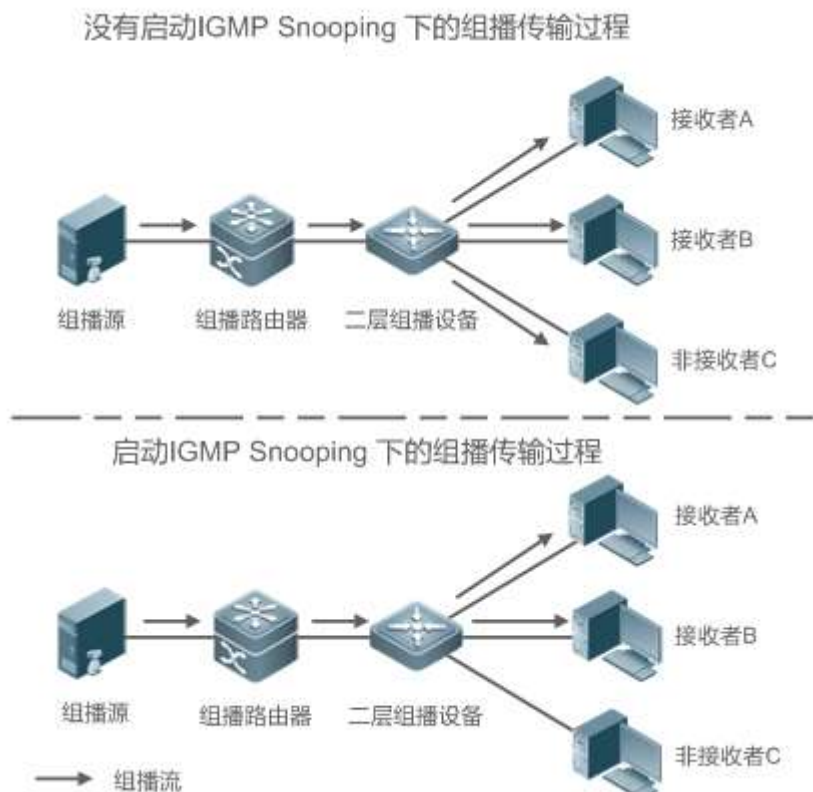 没有启动IGMP Snooping 下的组播传输过程
接收者A
接收者B
组播源
组播路由器
二层组播设备
非接收者C
启动IGMP Snooping 下的组播传输过程
接收者A
接收者B
组播源
组播路由器
二层组播设备
非接收者C
组播流